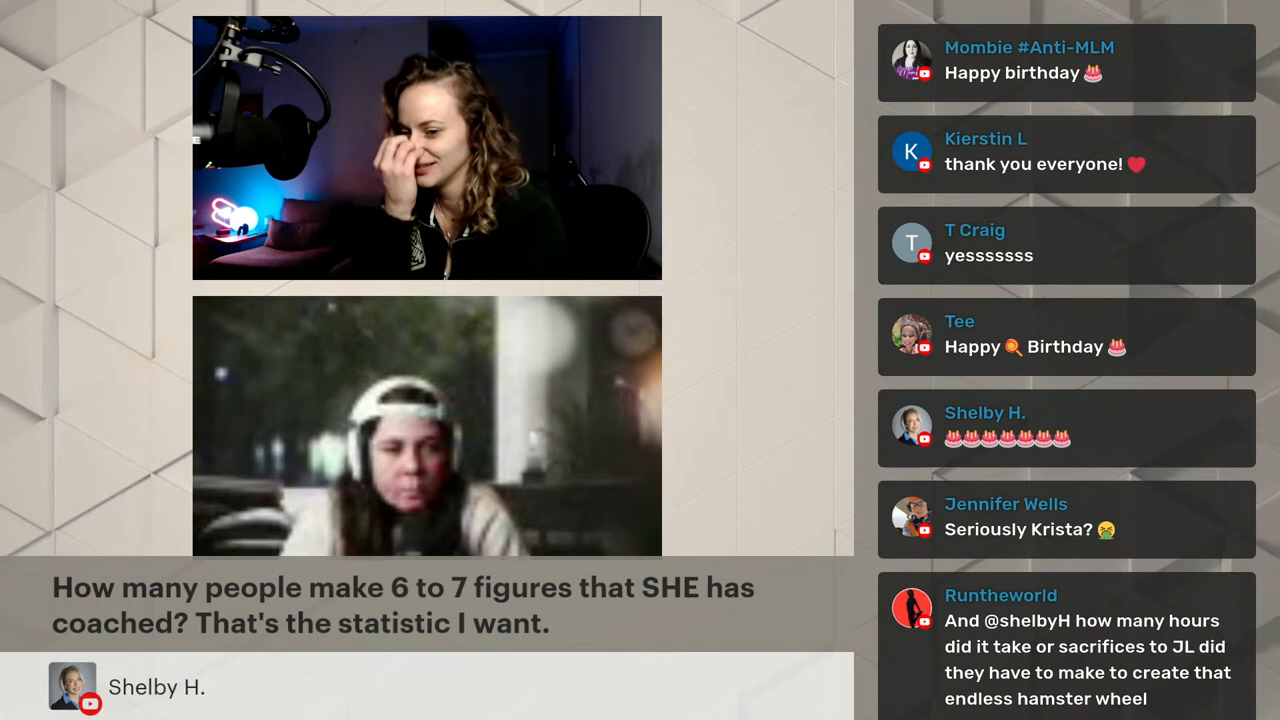 How many people make 6 to 7 figures that SHE has
coached? That's the statistic I want.
Shelby H.
Mombie #Anti-MLM
Happy birthday 🎂
K
Kierstin L
thank you everyone! ❤️
T
T Craig
yesssssss
Tee
Happy 🍭 Birthday 🎂
Shelby H.
🎂🎂🎂🎂🎂🎂🎂
Jennifer Wells
Seriously Krista? 🤮
Runtheworld
And @shelbyH how many hours
did it take or sacrifices to JL did
they have to make to create that
endless hamster wheel